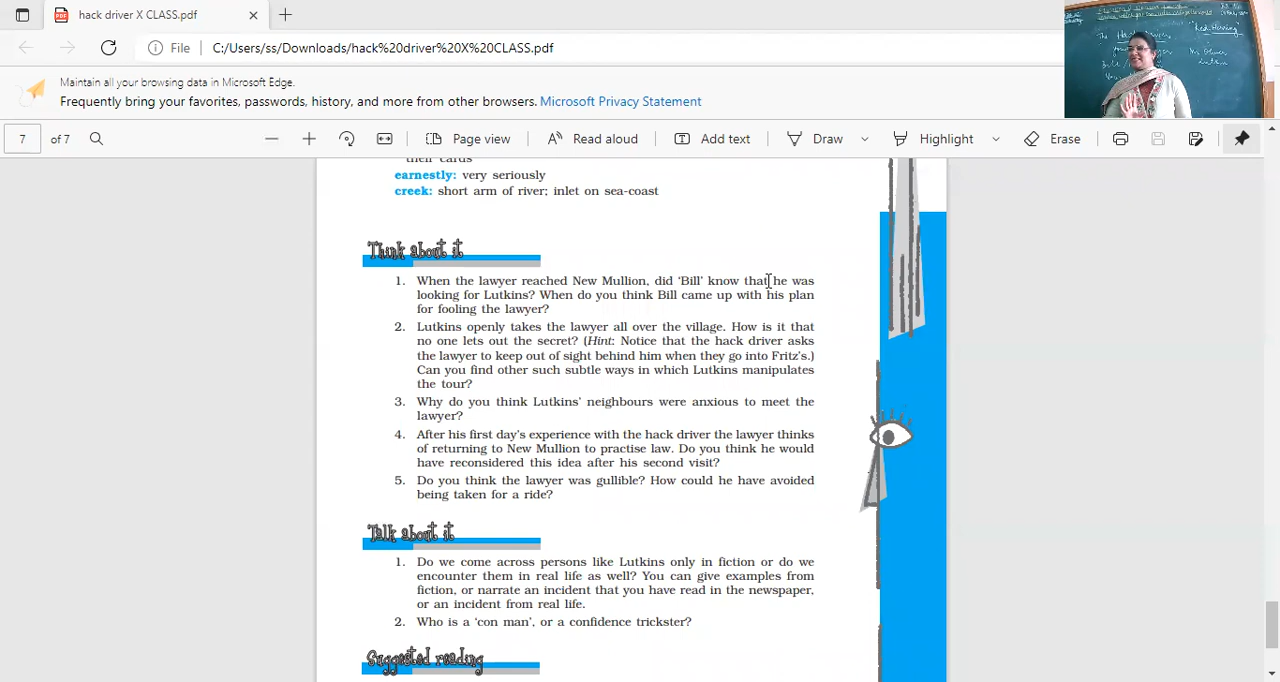 hack driver X CLASS.pdf
File C:/Users/ss/Downloads/hack%20driver%20X%20CLASS.pdf
Maintain all your browsing data in Microsoft Edge.
Frequently bring your favorites, passwords, history, and more from other browsers. Microsoft Privacy Statement
7 of 7 Page view Read aloud Add text Draw Highlight Erase
their cards
earnestly: very seriously
creek: short arm of river; inlet on sea-coast
Think about it
1. When the lawyer reached New Mullion, did ‘Bill’ know that he was
looking for Lutkins? When do you think Bill came up with his plan
for fooling the lawyer?
2. Lutkins openly takes the lawyer all over the village. How is it that
no one lets out the secret? (Hint: Notice that the hack driver asks
the lawyer to keep out of sight behind him when they go into Fritz’s.)
Can you find other such subtle ways in which Lutkins manipulates
the tour?
3. Why do you think Lutkins’ neighbours were anxious to meet the
lawyer?
4. After his first day’s experience with the hack driver the lawyer thinks
of returning to New Mullion to practise law. Do you think he would
have reconsidered this idea after his second visit?
5. Do you think the lawyer was gullible? How could he have avoided
being taken for a ride?
Talk about it
1. Do we come across persons like Lutkins only in fiction or do we
encounter them in real life as well? You can give examples from
fiction, or narrate an incident that you have read in the newspaper,
or an incident from real life.
2. Who is a ‘con man’, or a confidence trickster?
Suggested reading